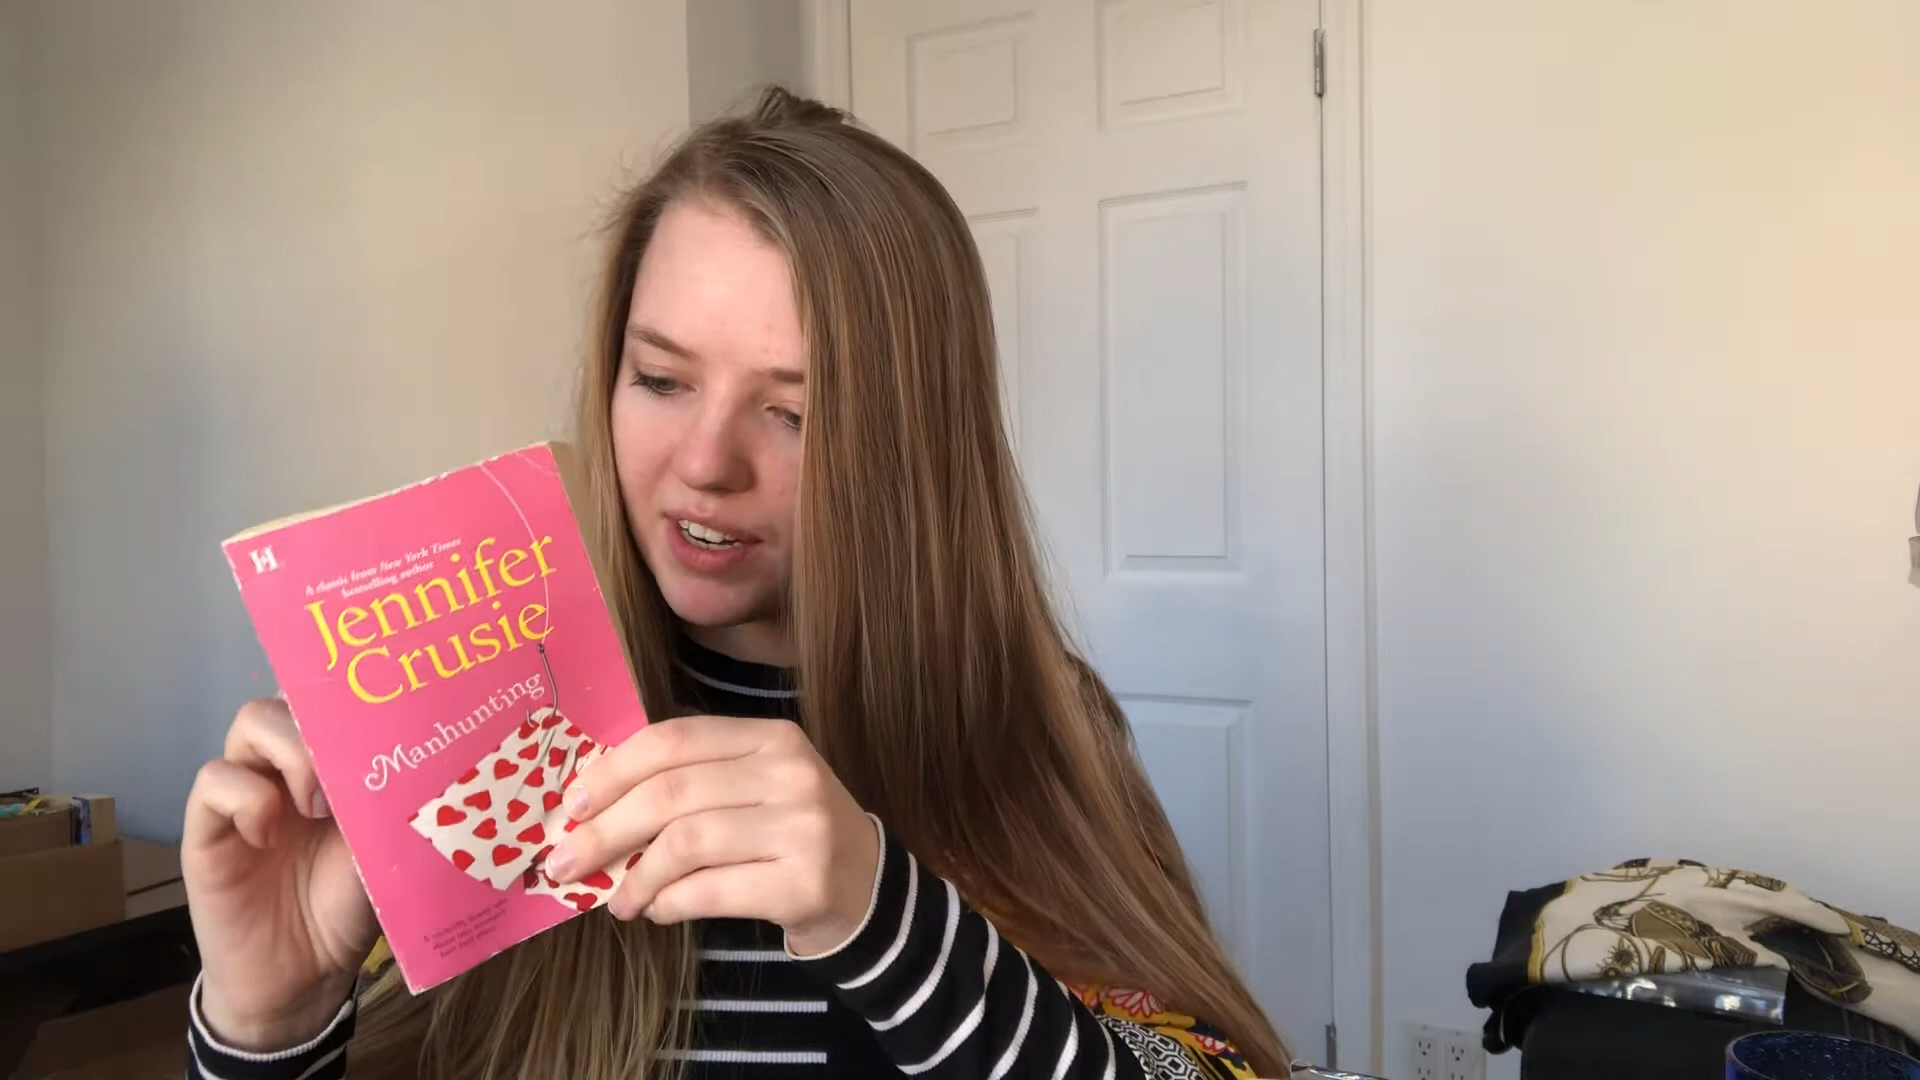 H
A classic from New York Times
bestselling author
Jennifer
Crusie
Manhunting